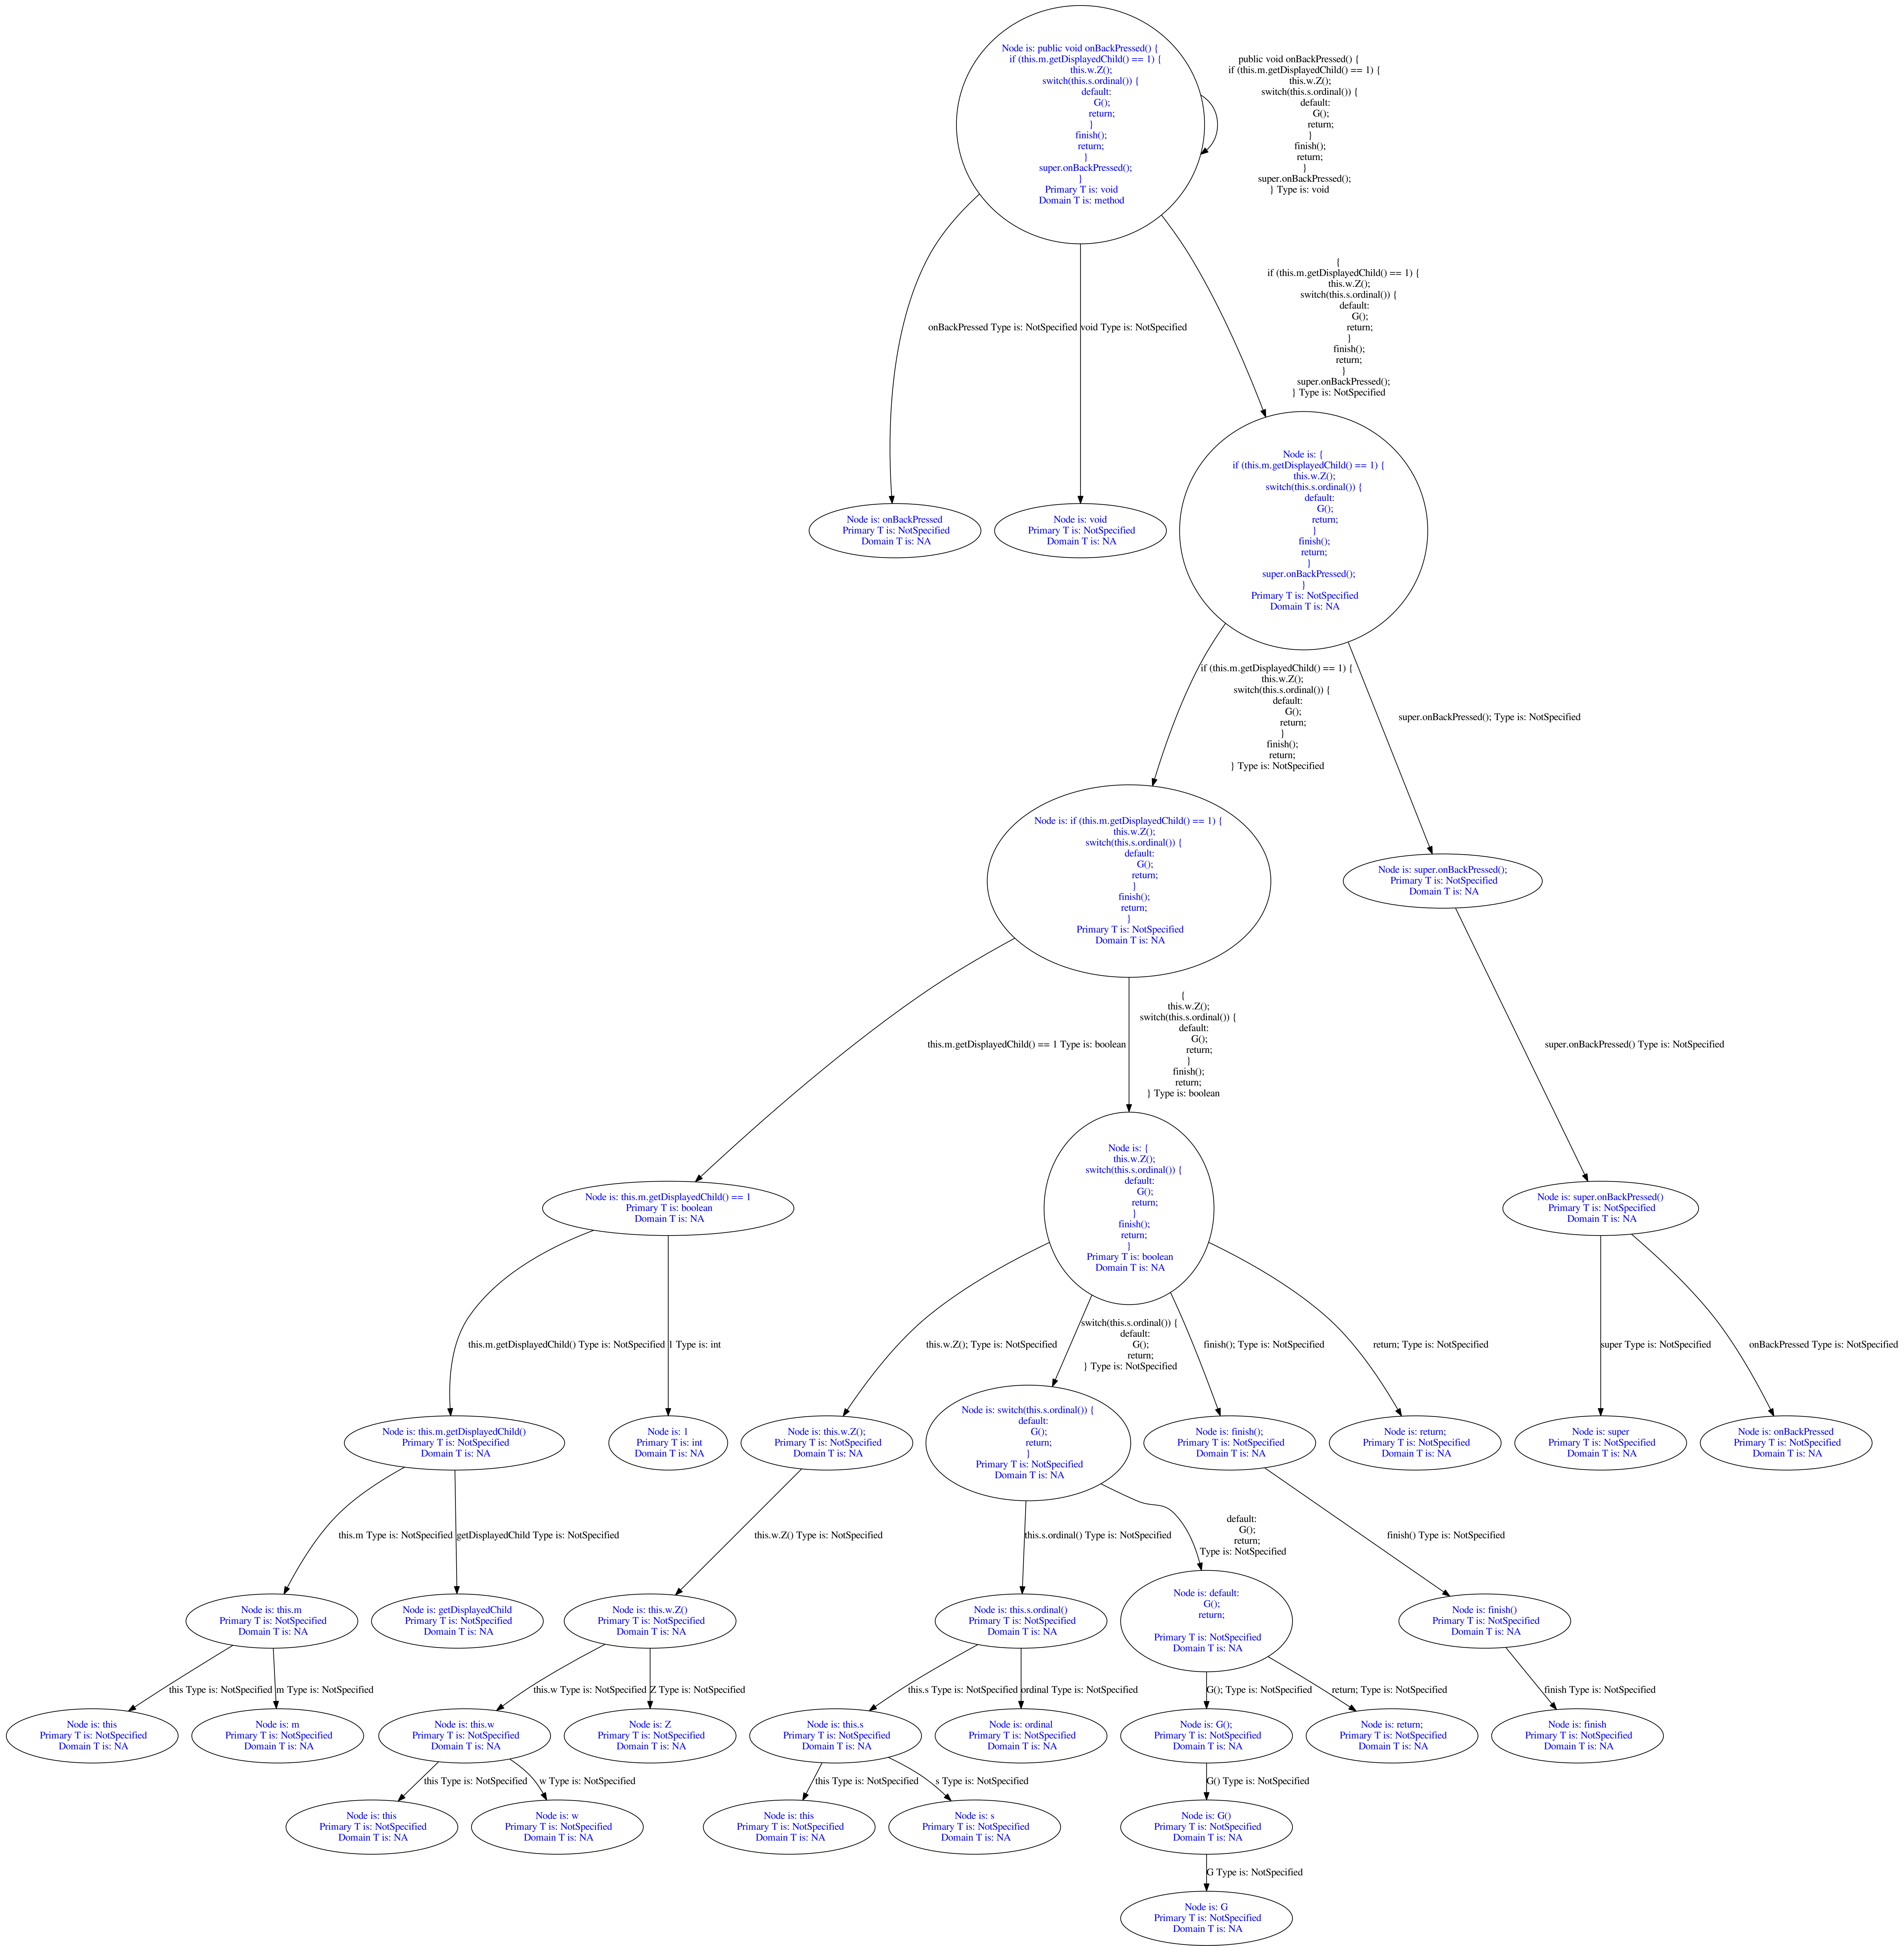 Node is: public void onBackPressed() {
if (this.m.getDisplayedChild() == 1) {
this.w.Z();
switch(this.s.ordinal()) {
default:
G();
return;
}
finish();
return;
}
super.onBackPressed();
}
Primary T is: void
Domain T is: method
public void onBackPressed() {
if (this.m.getDisplayedChild() == 1) {
this.w.Z();
switch(this.s.ordinal()) {
default:
G();
return;
}
finish();
return;
}
super.onBackPressed();
} Type is: void
onBackPressed Type is: NotSpecified
void Type is: NotSpecified
{
if (this.m.getDisplayedChild() == 1) {
this.w.Z();
switch(this.s.ordinal()) {
default:
G();
return;
}
finish();
return;
}
super.onBackPressed();
} Type is: NotSpecified
Node is: onBackPressed
Primary T is: NotSpecified
Domain T is: NA
Node is: void
Primary T is: NotSpecified
Domain T is: NA
Node is: {
if (this.m.getDisplayedChild() == 1) {
this.w.Z();
switch(this.s.ordinal()) {
default:
G();
return;
}
finish();
return;
}
super.onBackPressed();
}
Primary T is: NotSpecified
Domain T is: NA
if (this.m.getDisplayedChild() == 1) {
this.w.Z();
switch(this.s.ordinal()) {
default:
G();
return;
}
finish();
return;
} Type is: NotSpecified
super.onBackPressed(); Type is: NotSpecified
Node is: if (this.m.getDisplayedChild() == 1) {
this.w.Z();
switch(this.s.ordinal()) {
default:
G();
return;
}
finish();
return;
}
Primary T is: NotSpecified
Domain T is: NA
Node is: super.onBackPressed();
Primary T is: NotSpecified
Domain T is: NA
this.m.getDisplayedChild() == 1 Type is: boolean
{
this.w.Z();
switch(this.s.ordinal()) {
default:
G();
return;
}
finish();
return;
} Type is: boolean
super.onBackPressed() Type is: NotSpecified
Node is: this.m.getDisplayedChild() == 1
Primary T is: boolean
Domain T is: NA
Node is: {
this.w.Z();
switch(this.s.ordinal()) {
default:
G();
return;
}
finish();
return;
}
Primary T is: boolean
Domain T is: NA
Node is: super.onBackPressed()
Primary T is: NotSpecified
Domain T is: NA
this.m.getDisplayedChild() Type is: NotSpecified
1 Type is: int
this.w.Z(); Type is: NotSpecified
switch(this.s.ordinal()) {
default:
G();
return;
} Type is: NotSpecified
finish(); Type is: NotSpecified
return; Type is: NotSpecified
super Type is: NotSpecified
onBackPressed Type is: NotSpecified
Node is: this.m.getDisplayedChild()
Primary T is: NotSpecified
Domain T is: NA
Node is: 1
Primary T is: int
Domain T is: NA
Node is: this.w.Z();
Primary T is: NotSpecified
Domain T is: NA
Node is: switch(this.s.ordinal()) {
default:
G();
return;
}
Primary T is: NotSpecified
Domain T is: NA
Node is: finish();
Primary T is: NotSpecified
Domain T is: NA
Node is: return;
Primary T is: NotSpecified
Domain T is: NA
Node is: super
Primary T is: NotSpecified
Domain T is: NA
Node is: onBackPressed
Primary T is: NotSpecified
Domain T is: NA
this.m Type is: NotSpecified
getDisplayedChild Type is: NotSpecified
this.w.Z() Type is: NotSpecified
this.s.ordinal() Type is: NotSpecified
default:
G();
return;
Type is: NotSpecified
finish() Type is: NotSpecified
Node is: this.m
Primary T is: NotSpecified
Domain T is: NA
Node is: getDisplayedChild
Primary T is: NotSpecified
Domain T is: NA
Node is: this.w.Z()
Primary T is: NotSpecified
Domain T is: NA
Node is: this.s.ordinal()
Primary T is: NotSpecified
Domain T is: NA
Node is: default:
G();
return;
Primary T is: NotSpecified
Domain T is: NA
Node is: finish()
Primary T is: NotSpecified
Domain T is: NA
this Type is: NotSpecified
m Type is: NotSpecified
this.w Type is: NotSpecified
Z Type is: NotSpecified
this.s Type is: NotSpecified
ordinal Type is: NotSpecified
G(); Type is: NotSpecified
return; Type is: NotSpecified
finish Type is: NotSpecified
Node is: this
Primary T is: NotSpecified
Domain T is: NA
Node is: m
Primary T is: NotSpecified
Domain T is: NA
Node is: this.w
Primary T is: NotSpecified
Domain T is: NA
Node is: Z
Primary T is: NotSpecified
Domain T is: NA
Node is: this.s
Primary T is: NotSpecified
Domain T is: NA
Node is: ordinal
Primary T is: NotSpecified
Domain T is: NA
Node is: G();
Primary T is: NotSpecified
Domain T is: NA
Node is: return;
Primary T is: NotSpecified
Domain T is: NA
Node is: finish
Primary T is: NotSpecified
Domain T is: NA
this Type is: NotSpecified
w Type is: NotSpecified
this Type is: NotSpecified
s Type is: NotSpecified
G() Type is: NotSpecified
Node is: this
Primary T is: NotSpecified
Domain T is: NA
Node is: w
Primary T is: NotSpecified
Domain T is: NA
Node is: this
Primary T is: NotSpecified
Domain T is: NA
Node is: s
Primary T is: NotSpecified
Domain T is: NA
Node is: G()
Primary T is: NotSpecified
Domain T is: NA
G Type is: NotSpecified
Node is: G
Primary T is: NotSpecified
Domain T is: NA